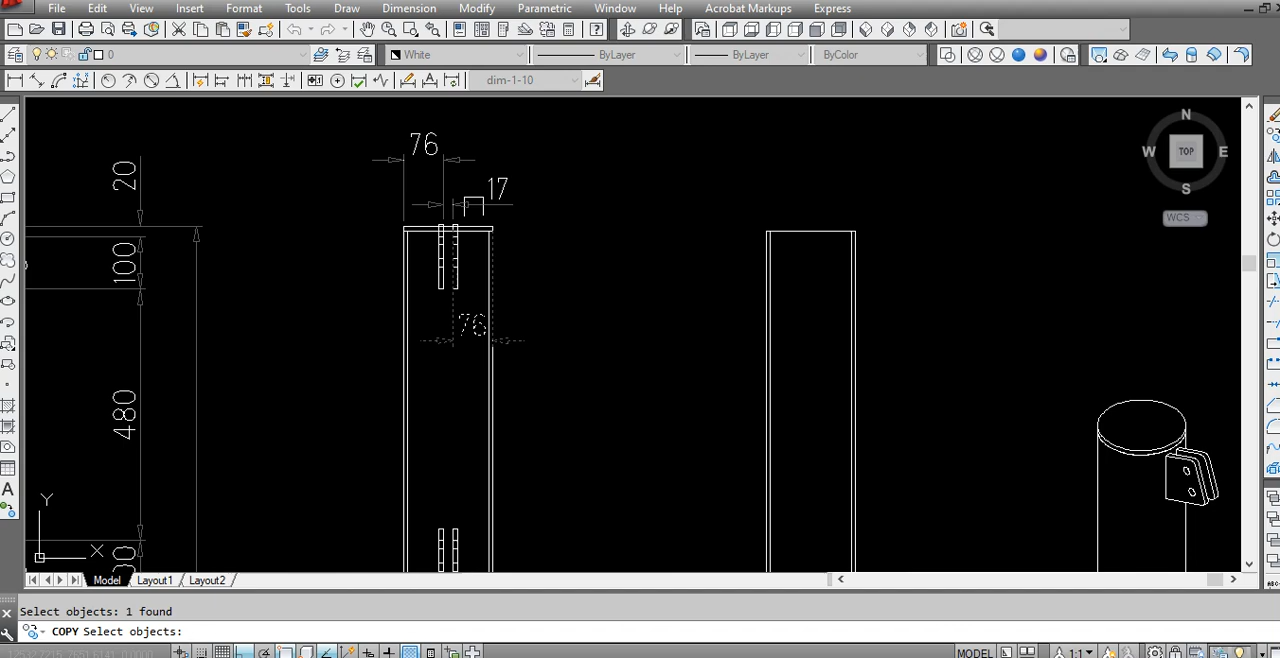 File Edit View Insert Format Tools Draw Dimension Modify Parametric Window Help Acrobat Markups Express
0 White ByLayer ByLayer ByColor
dim-1-10
N
W TOP E
S
WCS
76
20
17
100
76
480
Y
X
Model Layout1 Layout2
Select objects: 1 found
COPY Select objects:
MODEL 1:1